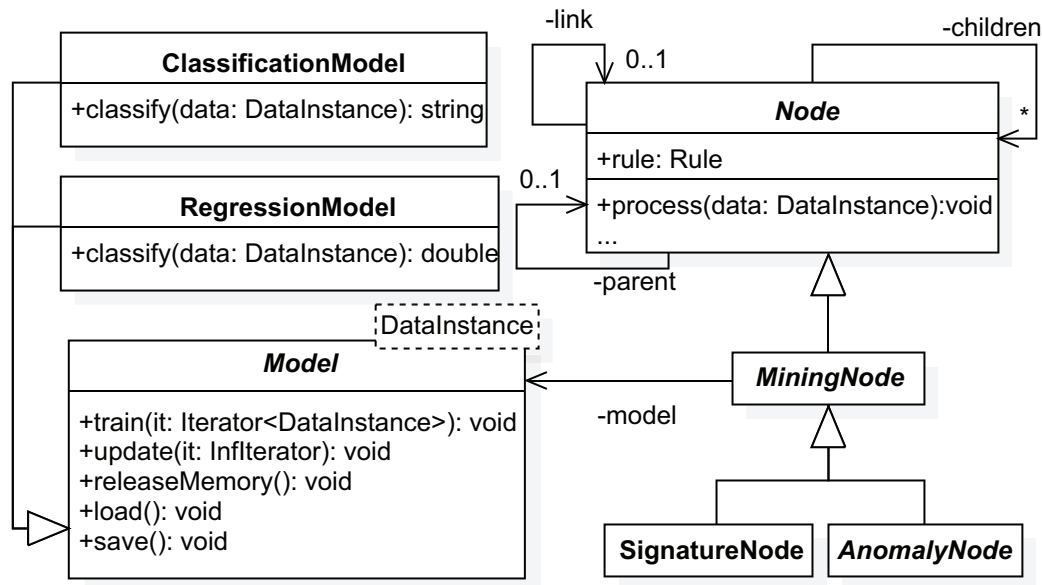 -link
0..1
-children
*
ClassificationModel
+classify(data: DataInstance): string
RegressionModel
+classify(data: DataInstance): double
Node
+rule: Rule
+process(data: DataInstance):void
...
0..1
-parent
DataInstance
Model
+train(it: Iterator<DataInstance>): void
+update(it: InfIterator): void
+releaseMemory(): void
+load(): void
+save(): void
-model
MiningNode
SignatureNode
AnomalyNode